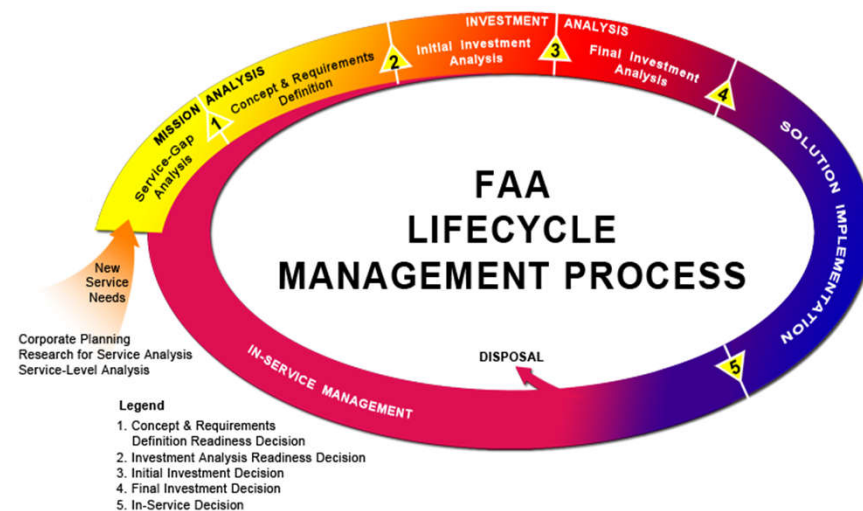 INVESTMENT ANALYSIS
MISSION ANALYSIS
Service-Gap
Analysis
1
Concept & Requirements
Definition
2
Initial Investment
Analysis
3
Final Investment
Analysis
4
SOLUTION IMPLEMENTATION
5
IN-SERVICE MANAGEMENT
DISPOSAL
FAA
LIFECYCLE
MANAGEMENT PROCESS
New
Service
Needs
Corporate Planning
Research for Service Analysis
Service-Level Analysis
Legend
1. Concept & Requirements
Definition Readiness Decision
2. Investment Analysis Readiness Decision
3. Initial Investment Decision
4. Final Investment Decision
5. In-Service Decision